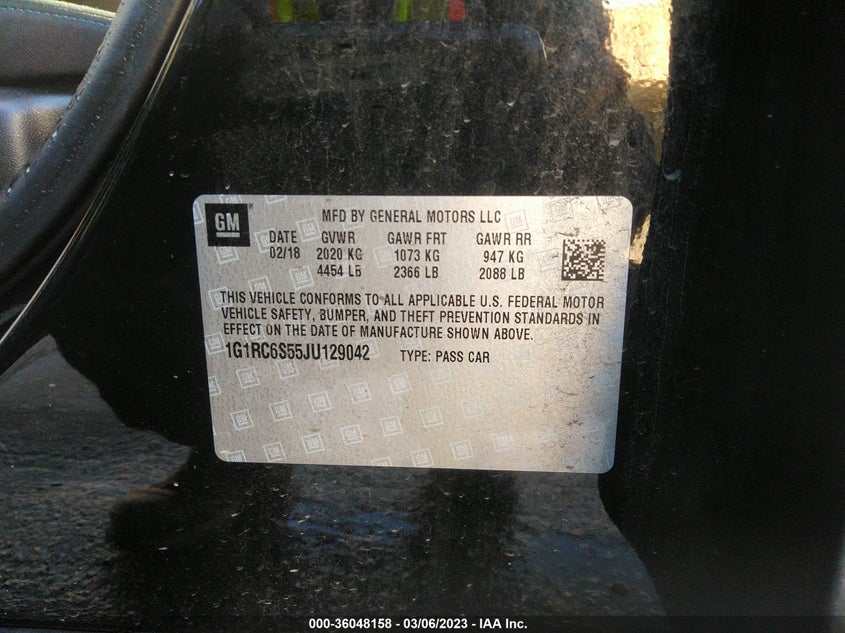 GM
MFD BY GENERAL MOTORS LLC
DATE GVWR GAWR FRT GAWR RR
02/18 2020 KG 1073 KG 947 KG
4454 LB 2366 LB 2088 LB
THIS VEHICLE CONFORMS TO ALL APPLICABLE U.S. FEDERAL MOTOR
VEHICLE SAFETY, BUMPER, AND THEFT PREVENTION STANDARDS IN
EFFECT ON THE DATE OF MANUFACTURE SHOWN ABOVE.
1G1RC6S55JU129042 TYPE: PASS CAR
000-36048158 - 03/06/2023 - IAA Inc.